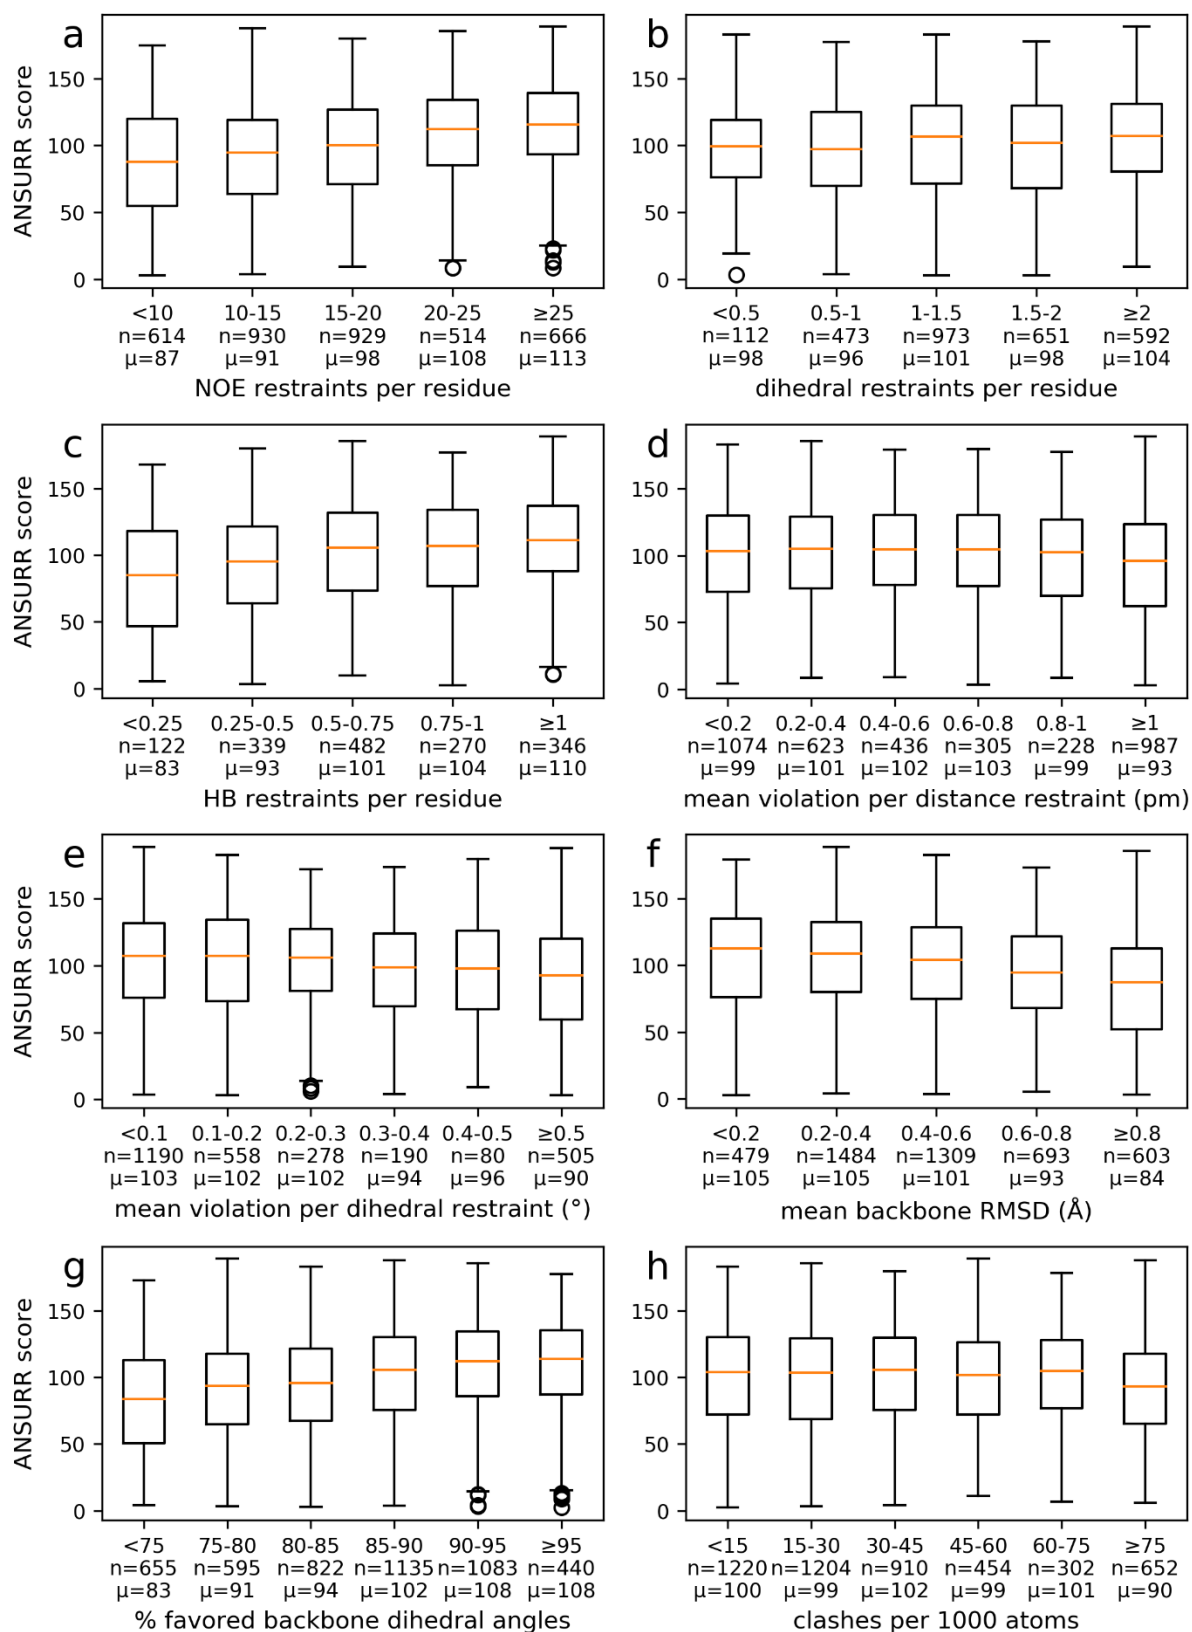 a
ANSURR score
150
100
50
0
<10 10-15 15-20 20-25 ≥25
n=614 n=930 n=929 n=514 n=666
μ=87 μ=91 μ=98 μ=108 μ=113
NOE restraints per residue
b
150
100
50
0
<0.5 0.5-1 1-1.5 1.5-2 ≥2
n=112 n=473 n=973 n=651 n=592
μ=98 μ=96 μ=101 μ=98 μ=104
dihedral restraints per residue
c
ANSURR score
150
100
50
0
<0.25 0.25-0.5 0.5-0.75 0.75-1 ≥1
n=122 n=339 n=482 n=270 n=346
μ=83 μ=93 μ=101 μ=104 μ=110
HB restraints per residue
d
150
100
50
0
<0.2 0.2-0.4 0.4-0.6 0.6-0.8 0.8-1 ≥1
n=1074 n=623 n=436 n=305 n=228 n=987
μ=99 μ=101 μ=102 μ=103 μ=99 μ=93
mean violation per distance restraint (pm)
e
ANSURR score
150
100
50
0
<0.1 0.1-0.2 0.2-0.3 0.3-0.4 0.4-0.5 ≥0.5
n=1190 n=558 n=278 n=190 n=80 n=505
μ=103 μ=102 μ=102 μ=94 μ=96 μ=90
mean violation per dihedral restraint (°)
f
150
100
50
0
<0.2 0.2-0.4 0.4-0.6 0.6-0.8 ≥0.8
n=479 n=1484 n=1309 n=693 n=603
μ=105 μ=105 μ=101 μ=93 μ=84
mean backbone RMSD (Å)
g
ANSURR score
150
100
50
0
<75 75-80 80-85 85-90 90-95 ≥95
n=655 n=595 n=822 n=1135 n=1083 n=440
μ=83 μ=91 μ=94 μ=102 μ=108 μ=108
% favored backbone dihedral angles
h
150
100
50
0
<15 15-30 30-45 45-60 60-75 ≥75
n=1220 n=1204 n=910 n=454 n=302 n=652
μ=100 μ=99 μ=102 μ=99 μ=101 μ=90
clashes per 1000 atoms